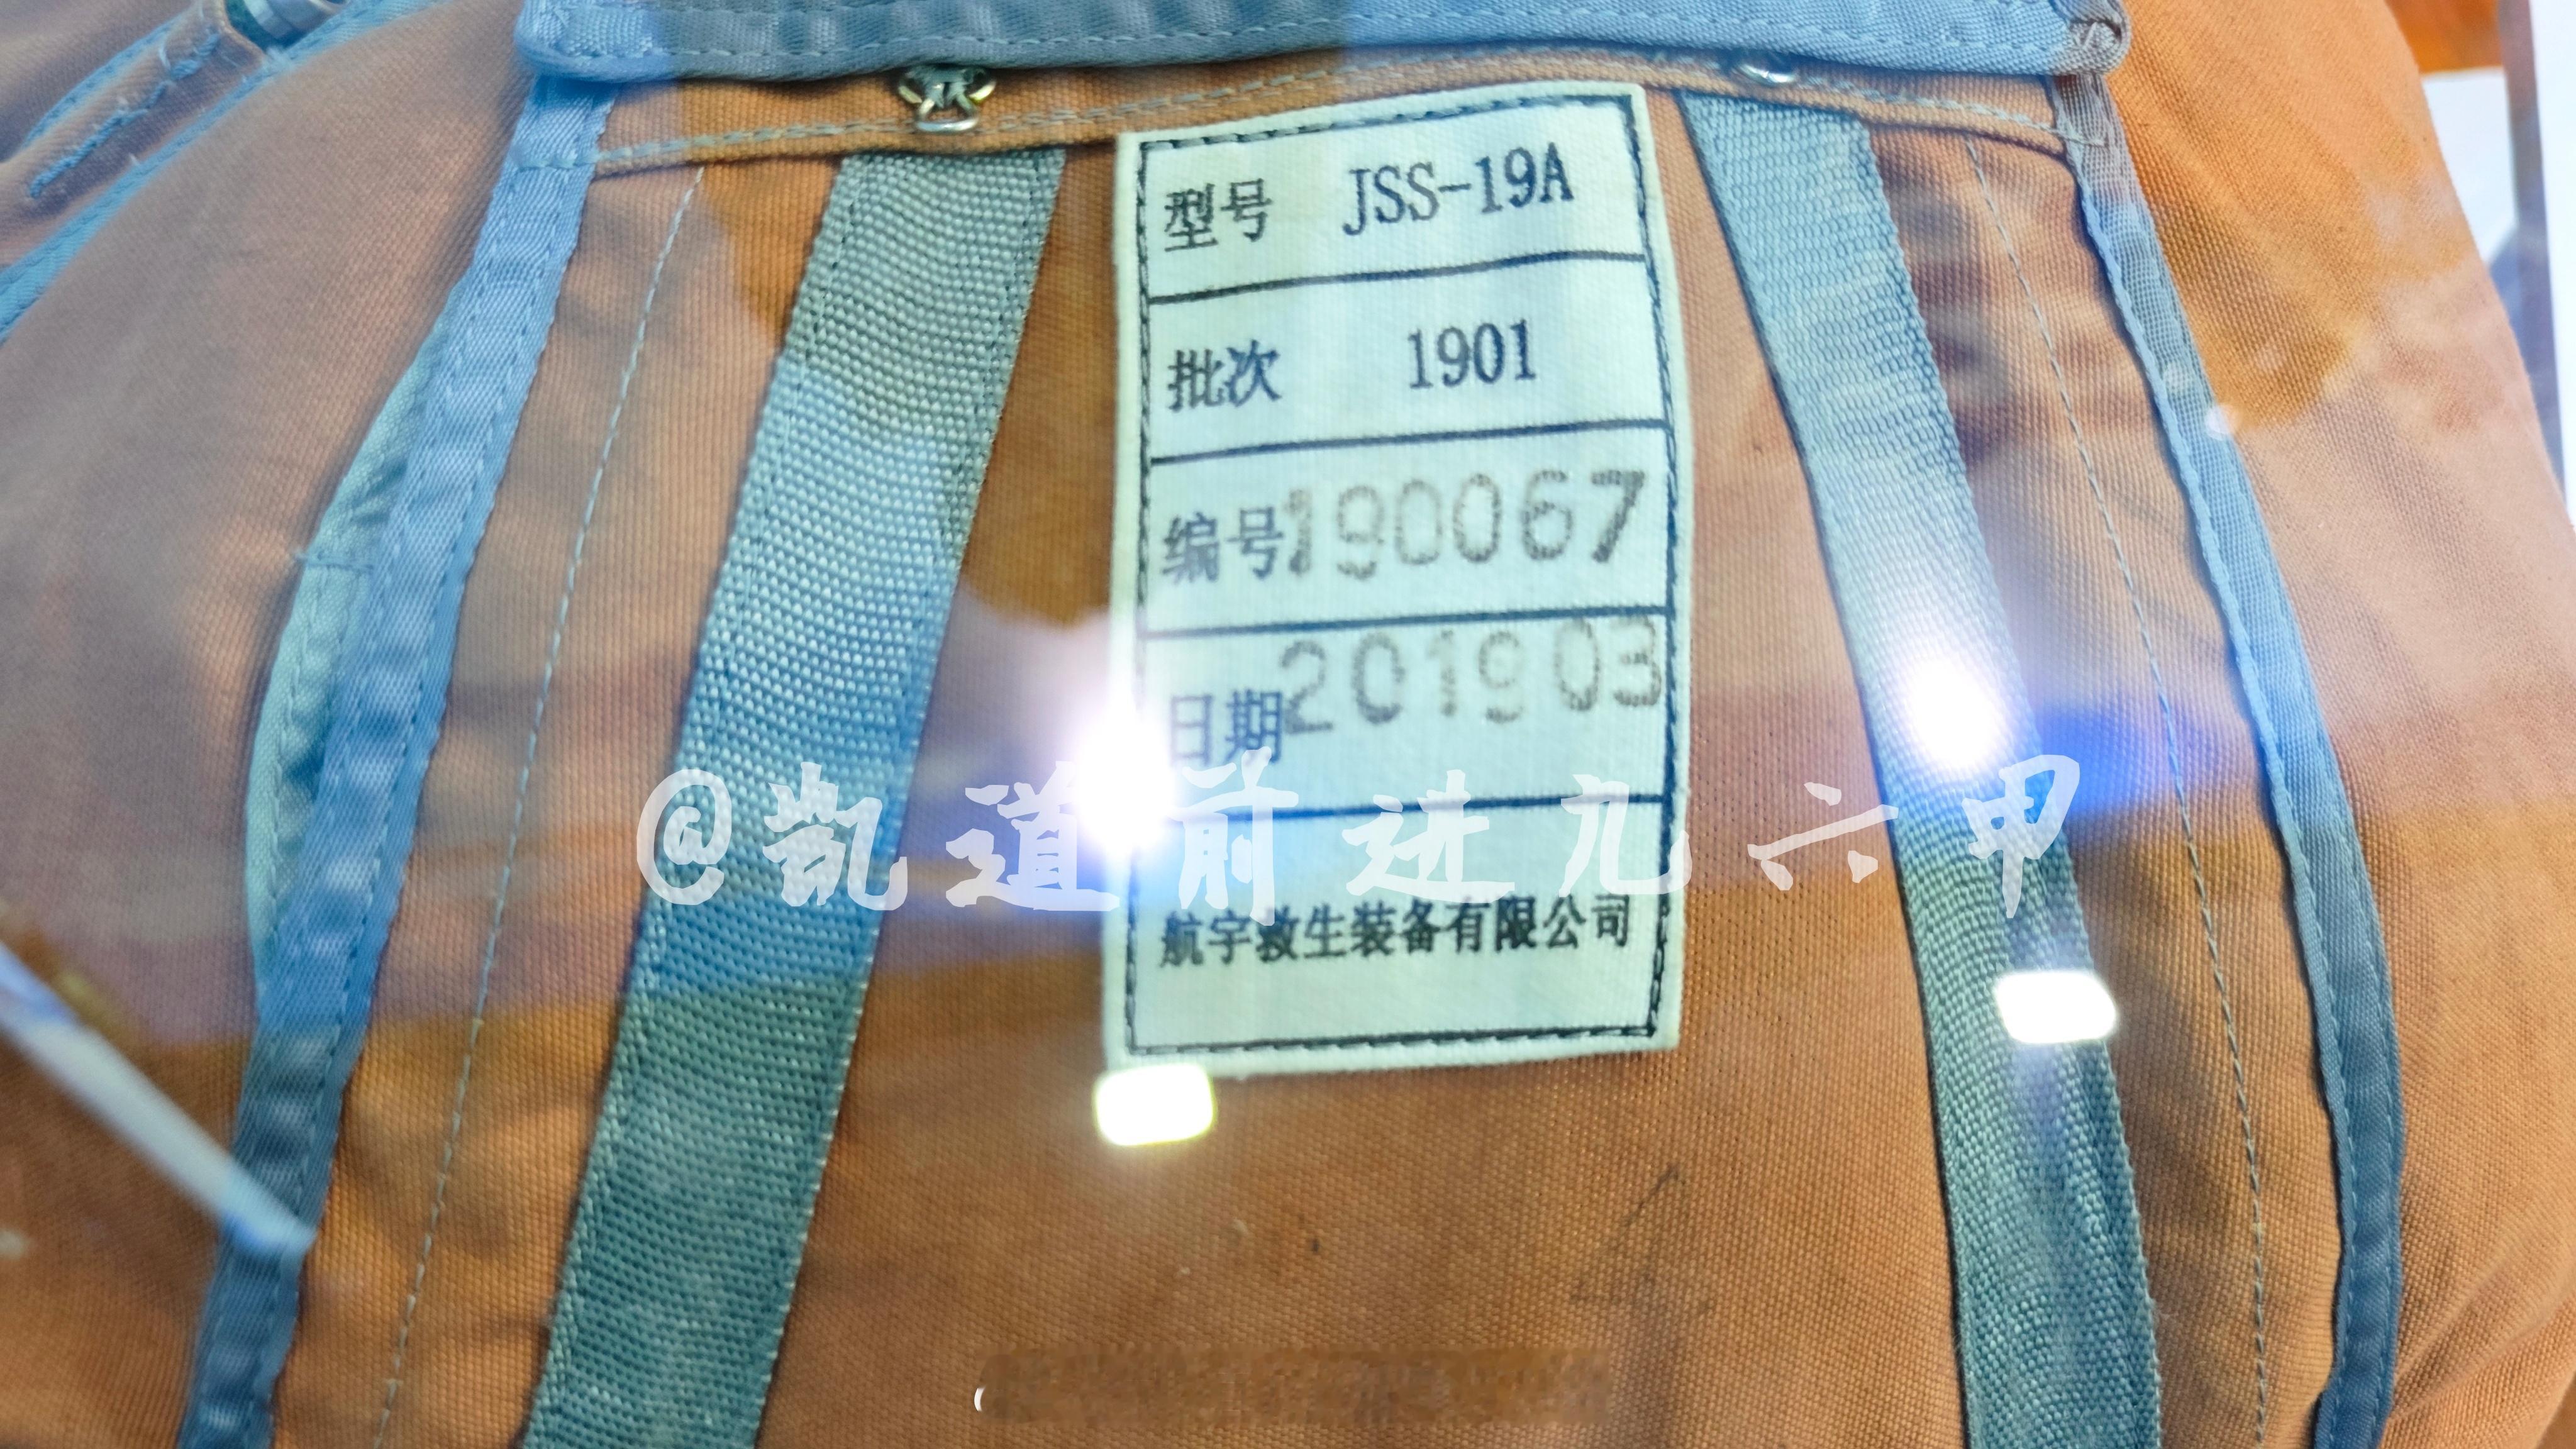 型号 JSS-19A
批次 1901
编号190067
日期201903
@凯道前进九六甲
航宇救生装备有限公司